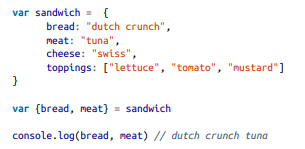 var sandwich =  {
      bread: "dutch crunch",
      meat: "tuna",
      cheese: "swiss",
      toppings: ["lettuce", "tomato", "mustard"]
}
var {bread, meat} = sandwich
console.log(bread, meat) // dutch crunch tuna